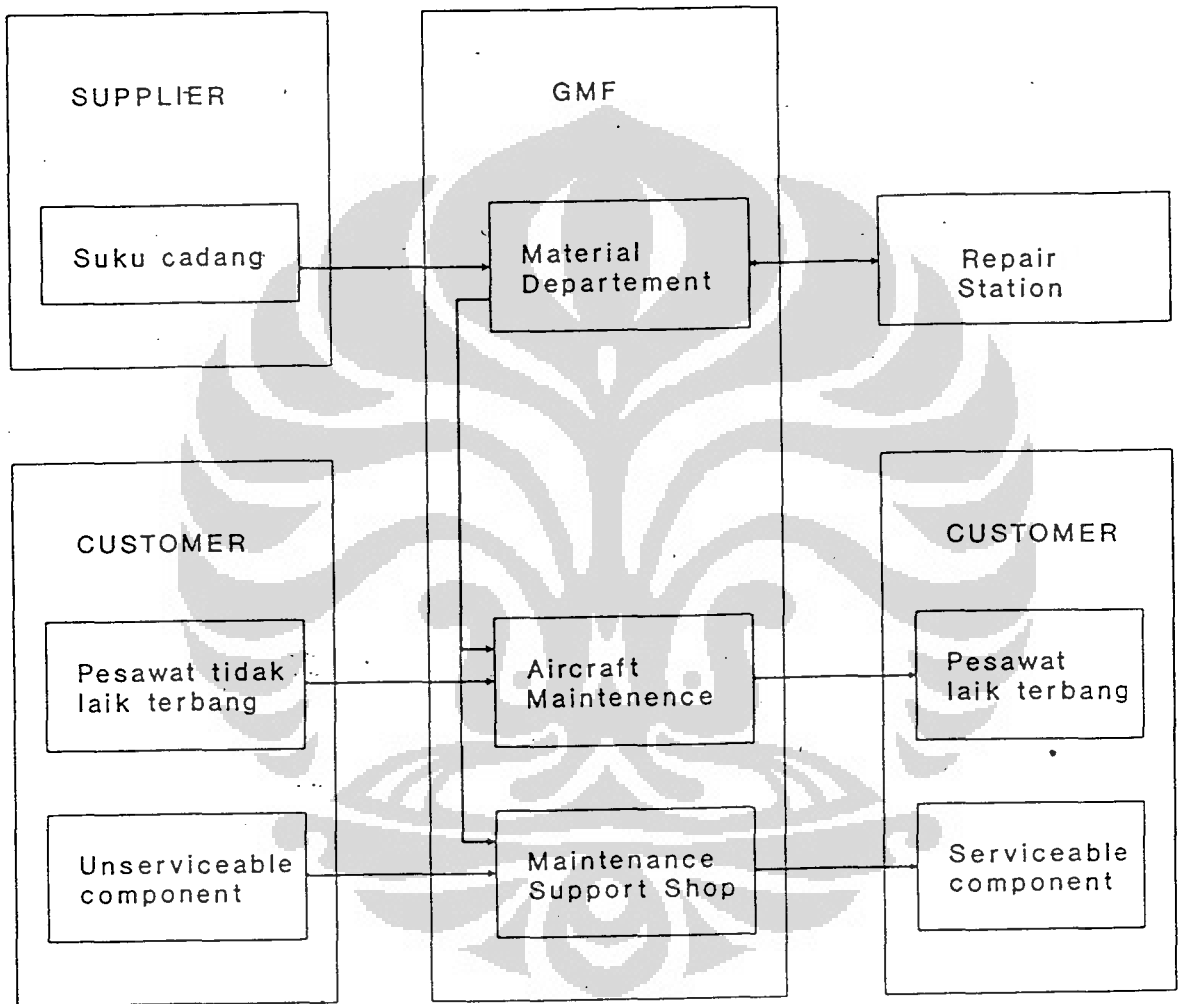 SUPPLIER
GMF
Suku cadang
Material
Departement
Repair
Station
CUSTOMER
CUSTOMER
Pesawat tidak
laik terbang
Aircraft
Maintenence
Pesawat
laik terbang
Unserviceable
component
Maintenance
Support Shop
Serviceable
component